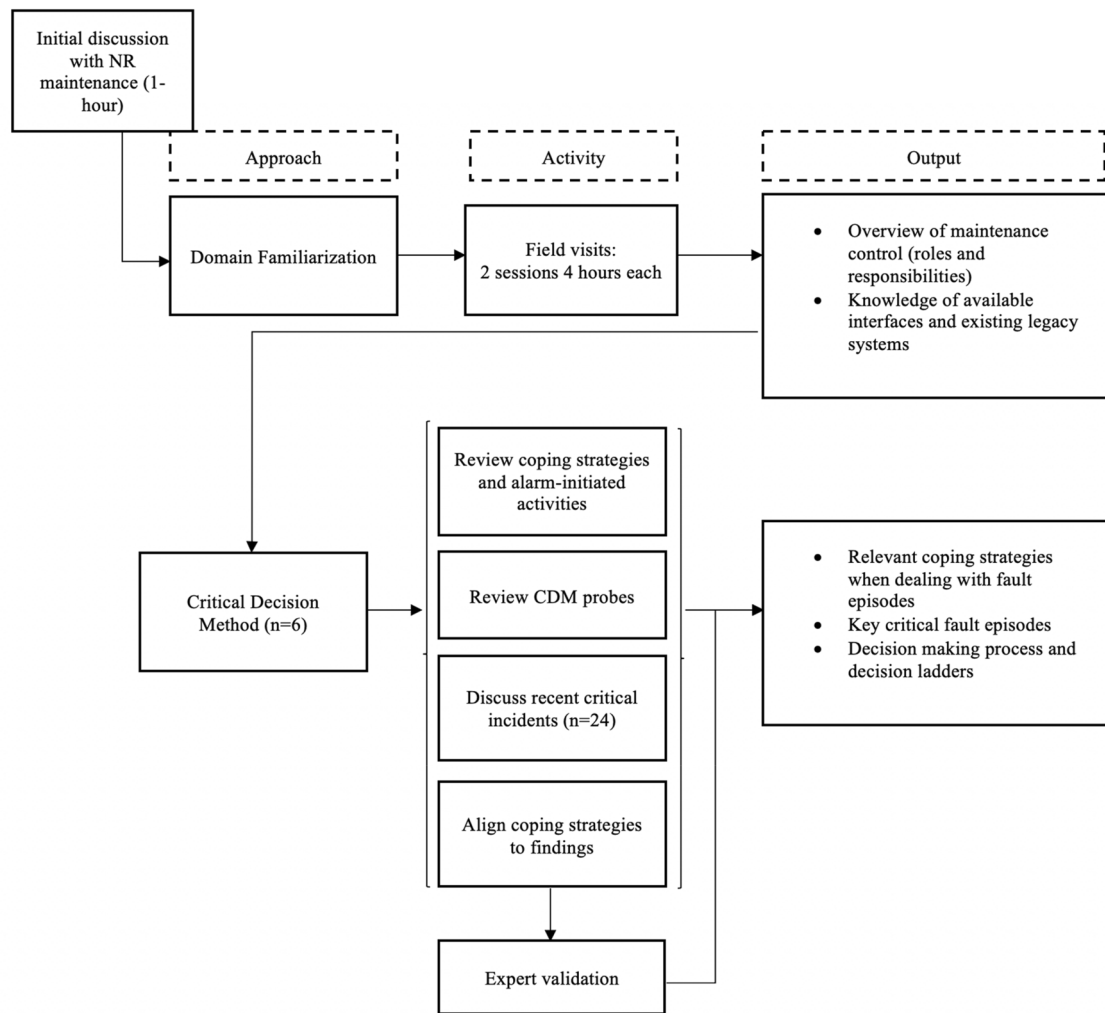 Initial discussion
with NR
maintenance (1-
hour)
Approach
Activity
Output
Domain Familiarization
Field visits:
2 sessions 4 hours each
• Overview of maintenance
control (roles and
responsibilities)
• Knowledge of available
interfaces and existing legacy
systems
Critical Decision
Method (n=6)
Review coping strategies
and alarm-initiated
activities
Review CDM probes
Discuss recent critical
incidents (n=24)
Align coping strategies
to findings
Expert validation
• Relevant coping strategies
when dealing with fault
episodes
• Key critical fault episodes
• Decision making process and
decision ladders